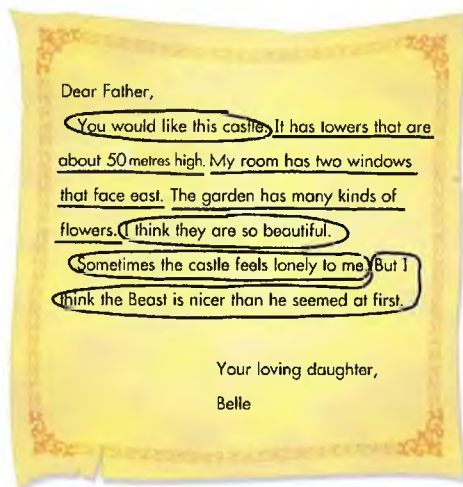 Dear Father,
You would like this castle. It has towers that are
about 50 metres high. My room has two windows
that face east. The garden has many kinds of
flowers. I think they are so beautiful.
Sometimes the castle feels lonely to me. But I
think the Beast is nicer than he seemed at first.
Your loving daughter,
Belle